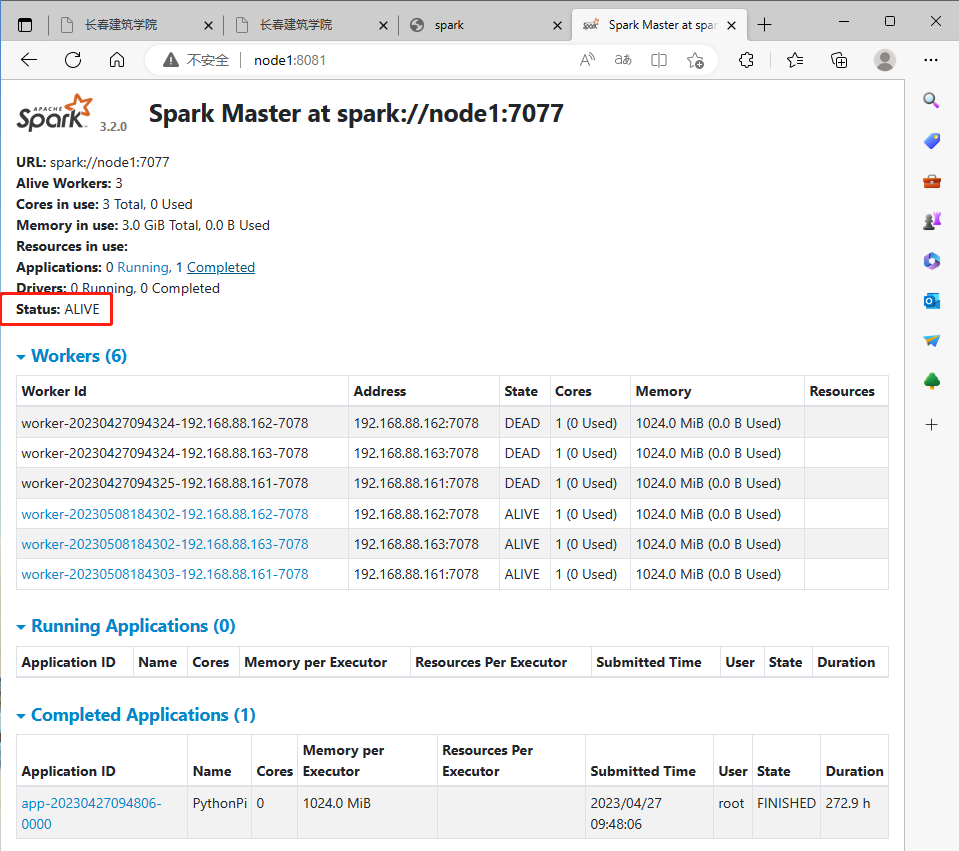 长春建筑学院
长春建筑学院
spark
Spark Master at spar
不安全
node1:8081
APACHE
Spark 3.2.0
Spark Master at spark://node1:7077
URL: spark://node1:7077
Alive Workers: 3
Cores in use: 3 Total, 0 Used
Memory in use: 3.0 GiB Total, 0.0 B Used
Resources in use:
Applications: 0 Running, 1 Completed
Drivers: 0 Running, 0 Completed
Status: ALIVE
Workers (6)
Worker Id Address State Cores Memory Resources
worker-20230427094324-192.168.88.162-7078 192.168.88.162:7078 DEAD 1 (0 Used) 1024.0 MiB (0.0 B Used)
worker-20230427094324-192.168.88.163-7078 192.168.88.163:7078 DEAD 1 (0 Used) 1024.0 MiB (0.0 B Used)
worker-20230427094325-192.168.88.161-7078 192.168.88.161:7078 DEAD 1 (0 Used) 1024.0 MiB (0.0 B Used)
worker-20230508184302-192.168.88.162-7078 192.168.88.162:7078 ALIVE 1 (0 Used) 1024.0 MiB (0.0 B Used)
worker-20230508184302-192.168.88.163-7078 192.168.88.163:7078 ALIVE 1 (0 Used) 1024.0 MiB (0.0 B Used)
worker-20230508184303-192.168.88.161-7078 192.168.88.161:7078 ALIVE 1 (0 Used) 1024.0 MiB (0.0 B Used)
Running Applications (0)
Application ID Name Cores Memory per Executor Resources Per Executor Submitted Time User State Duration
Completed Applications (1)
Memory per Resources Per
Application ID Name Cores Executor Executor Submitted Time User State Duration
app-20230427094806- PythonPi 0 1024.0 MiB 2023/04/27 root FINISHED 272.9 h
0000 09:48:06